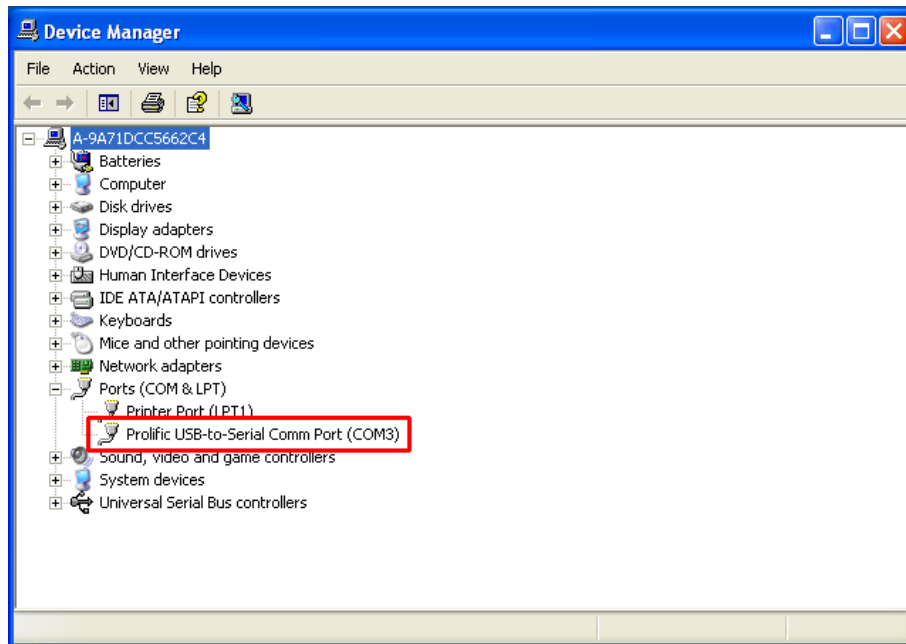 Device Manager
File Action View Help
A-9A71DCC5662C4
Batteries
Computer
Disk drives
Display adapters
DVD/CD-ROM drives
Human Interface Devices
IDE ATA/ATAPI controllers
Keyboards
Mice and other pointing devices
Network adapters
Ports (COM & LPT)
Printer Port (LPT1)
Prolific USB-to-Serial Comm Port (COM3)
Sound, video and game controllers
System devices
Universal Serial Bus controllers